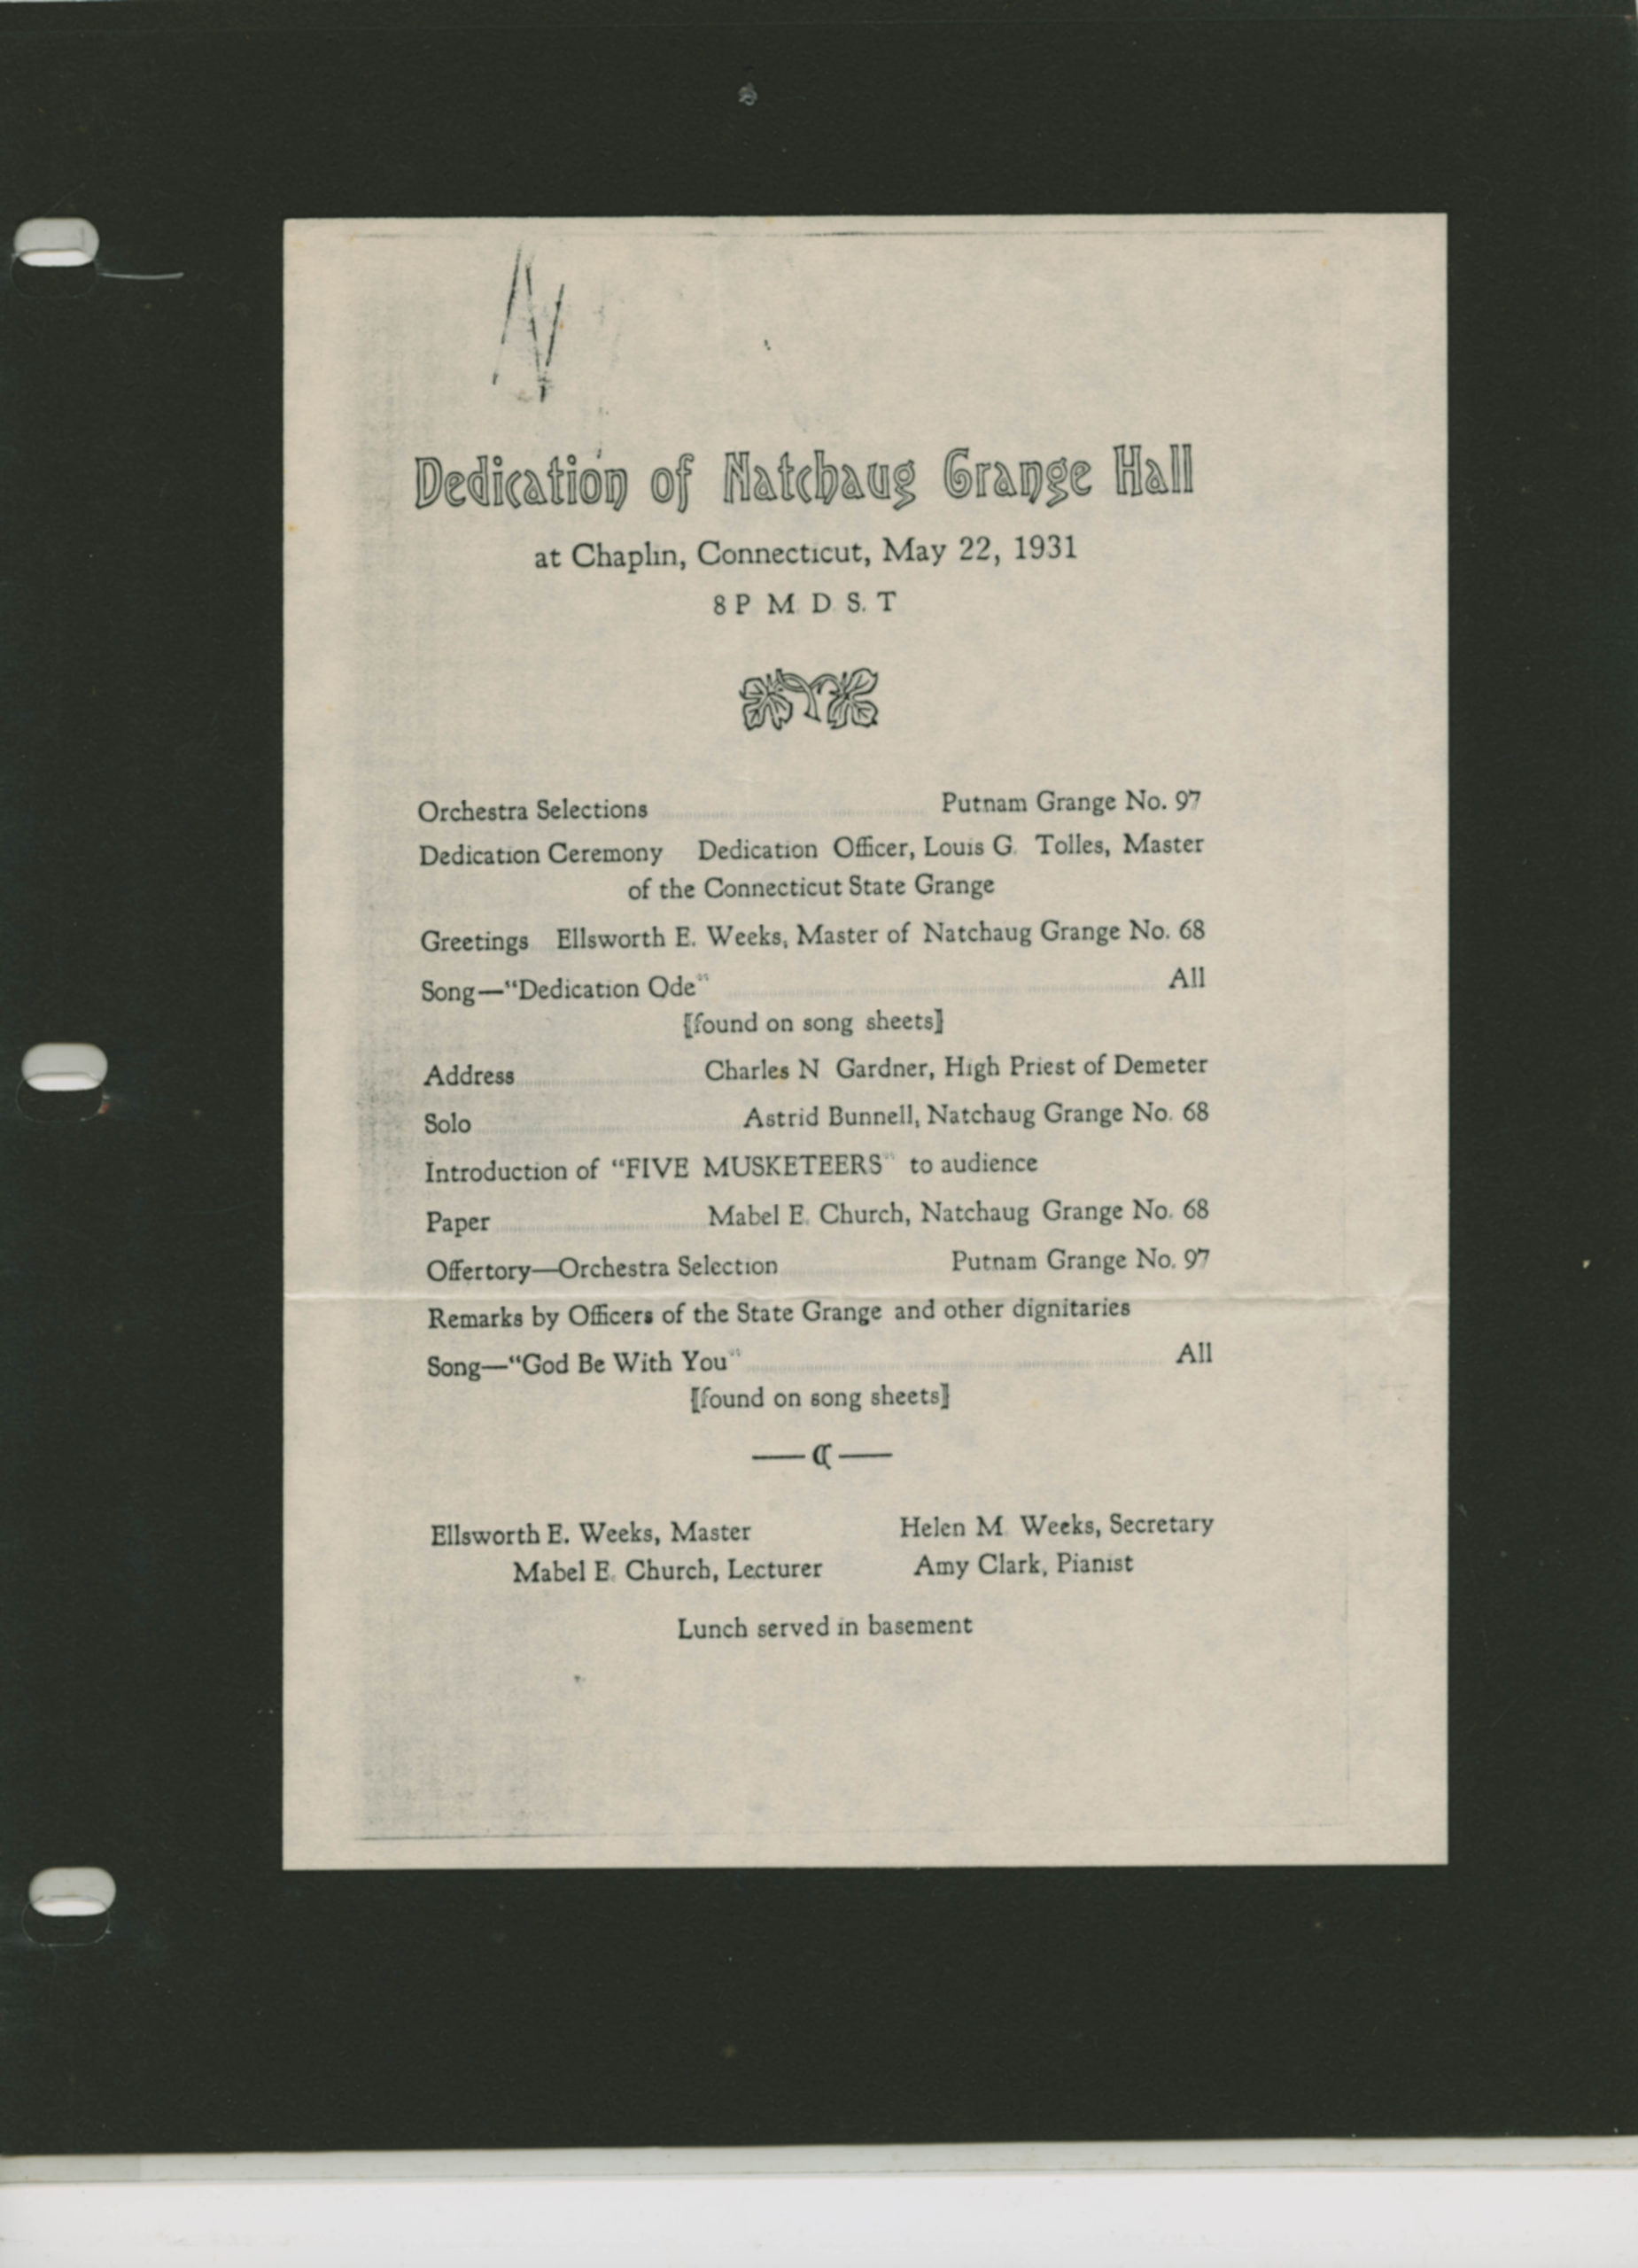 Dedication of Natchaug Grange Hall
at Chaplin, Connecticut, May 22, 1931
8 P M D S. T
Orchestra Selections Putnam Grange No. 97
Dedication Ceremony Dedication Officer, Louis G. Tolles, Master
of the Connecticut State Grange
Greetings Ellsworth E. Weeks, Master of Natchaug Grange No. 68
Song—“Dedication Ode” All
[found on song sheets]
Address Charles N Gardner, High Priest of Demeter
Solo Astrid Bunnell, Natchaug Grange No. 68
Introduction of “FIVE MUSKETEERS” to audience
Paper Mabel E. Church, Natchaug Grange No. 68
Offertory—Orchestra Selection Putnam Grange No. 97
Remarks by Officers of the State Grange and other dignitaries
Song—“God Be With You” All
[found on song sheets]
Ellsworth E. Weeks, Master Helen M. Weeks, Secretary
Mabel E. Church, Lecturer Amy Clark, Pianist
Lunch served in basement